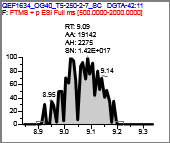 QEF1634_OG40_T5-250-2-7_8C DGTA-42:11
F: FTMS + p ESI Full ms [500.0000-2000.0000]
RT: 9.09
AA: 19142
AH: 2275
SN: 1.42E+017
100
80
60
40
20
0
8.95
9.14
8.9
9.0
9.1
9.2
9.3